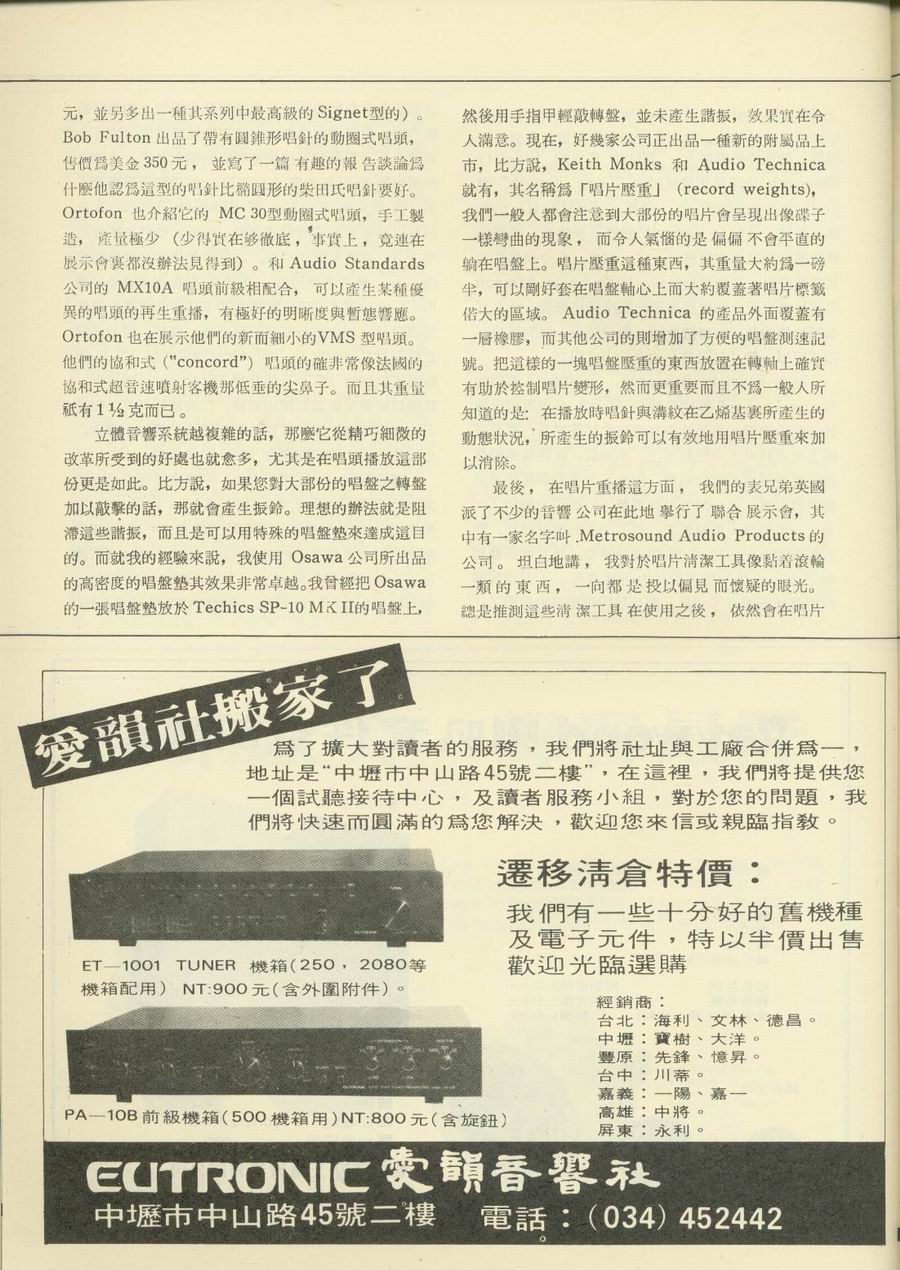 元，並另多出一種其系列中最高級的 Signet型的）。
Bob Fulton 出品了帶有圓錐形唱針的動圈式唱頭，
售價爲美金 350 元， 並寫了一篇 有趣的報 告談論爲
什麼他認爲這型的唱針比橢圓形的柴田氏唱針要好。
Ortofon 也介紹它的 MC 30型動圈式唱頭，手工製
造， 產量極少 （少得實在够徹底，事實上，竟連在
展示會裏都沒辦法見得到）。和 Audio Standards
公司的 MX10A 唱頭前級相配合， 可以產生某種優
異的唱頭的再生重播，有極好的明晰度與暫態響應。
Ortofon 也在展示他們的新而細小的VMS 型唱頭。
他們的協和式（"concord"）唱頭的確非常像法國的
協和式超音速噴射客機那低垂的尖鼻子。而且其重量
祗有 1 ½ 克而已。
立體音響系統越複雜的話，那麼它從精巧細微的
改革所受到的好處也就愈多，尤其是在唱頭播放這部
份更是如此。比方說，如果您對大部份的唱盤之轉盤
加以敲擊的話，那就會產生振鈴。理想的辦法就是阻
滯這些諧振，而且是可以用特殊的唱盤墊來達成這目
的。而就我的經驗來說，我使用 Osawa 公司所出品
的高密度的唱盤墊其效果非常卓越。我曾經把 Osawa
的一張唱盤墊放於 Techics SP-10 MK II的唱盤上，
然後用手指甲輕敲轉盤，並未產生諧振，效果實在令
人滿意。現在，好幾家公司正出品一種新的附屬品上
市，比方說，Keith Monks 和 Audio Technica
就有，其名稱爲「唱片壓重」（record weights)，
我們一般人都會注意到大部份的唱片會呈現出像碟子
一樣彎曲的現象， 而令人氣惱的是 偏偏 不會平直的
躺在唱盤上。唱片壓重這種東西，其重量大約爲一磅
半，可以剛好套在唱盤軸心上而大約覆蓋著唱片標籤
偌大的區域。 Audio Technica 的產品外面覆蓋有
一層橡膠，而其他公司的則增加了方便的唱盤測速記
號。把這樣的一塊唱盤壓重的東西放置在轉軸上確實
有助於控制唱片變形，然而更重要而且不爲一般人所
知道的是：在播放時唱針與溝紋在乙烯基裏所產生的
動態狀況，所產生的振鈴可以有效地用唱片壓重來加
以消除。
最後， 在唱片重播這方面， 我們的表兄弟英國
派了不少的音響 公司在此地 舉行了 聯合 展示會，其
中有一家名字叫 .Metrosound Audio Products 的
公司。 坦白地講， 我對於唱片淸潔工具像黏着滾輪
一類 的 東 西， 一向都 是 投以偏見 而懷疑的眼光。
總是推測這些淸 潔工具 在使用之後， 依然會在唱片
愛韻社搬家了
爲了擴大對讀者的服務，我們將社址與工廠合併爲一，
地址是“中壢市中山路45號二樓”，在這裡，我們將提供您
一個試聽接待中心，及讀者服務小組，對於您的問題，我
們將快速而圓滿的爲您解決，歡迎您來信或親臨指敎。
遷移淸倉特價：
我們有一些十分好的舊機種
及電子元件，特以半價出售
歡迎光臨選購
ET—1001 TUNER 機箱(250，2080等
機箱配用) NT:900元(含外圍附件)。
PA—10B前級機箱(500機箱用)NT:800元(含旋鈕)
經銷商：
台北：海利、文林、德昌。
中壢：寶樹、大洋。
豐原：先鋒、憶昇。
台中：川蒂。
嘉義：一陽、嘉一
高雄：中將。
屏東：永利。
EUTRONIC 愛韻音響社
中壢市中山路45號二樓 電話：(034) 452442